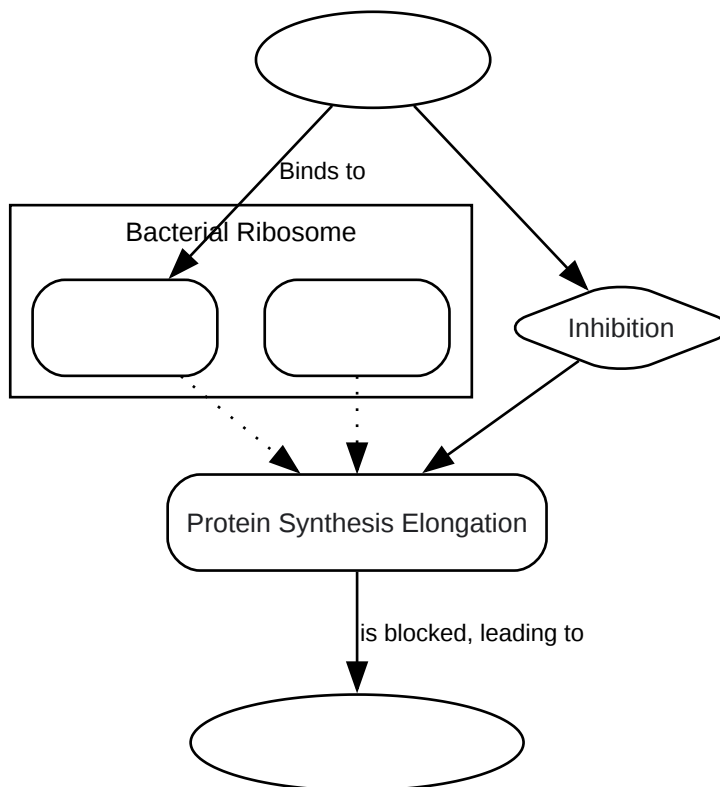 Binds to
Bacterial Ribosome
Inhibition
Protein Synthesis Elongation
is blocked, leading to